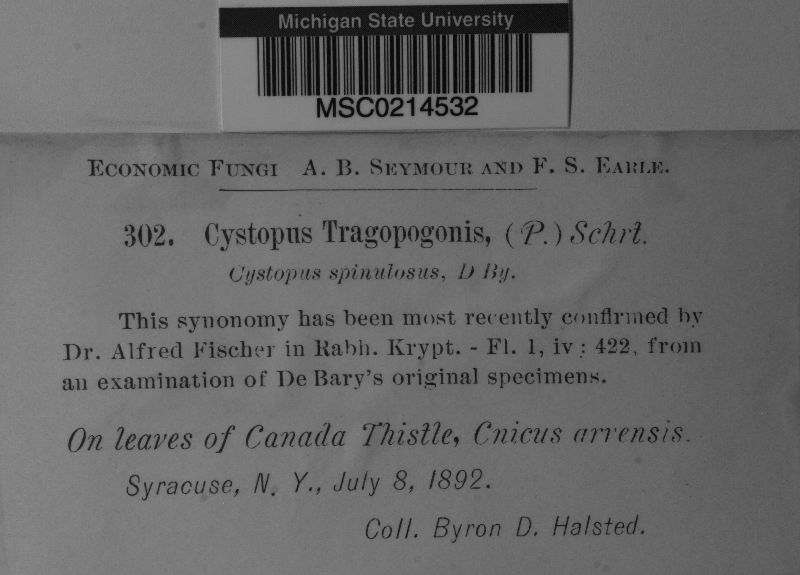 Michigan State University
MSC0214532
ECONOMIC FUNGI A. B. SEYMOUR AND F. S. EARLE.
302. Cystopus Tragopogonis, (P.) Schrt.
Cystopus spinulosus, D By.
This synonomy has been most recently confirmed by
Dr. Alfred Fischer in Rabh. Krypt. - Fl. 1, iv : 422, from
an examination of De Bary's original specimens.
On leaves of Canada Thistle, Cnicus arvensis.
Syracuse, N. Y., July 8, 1892.
Coll. Byron D. Halsted.